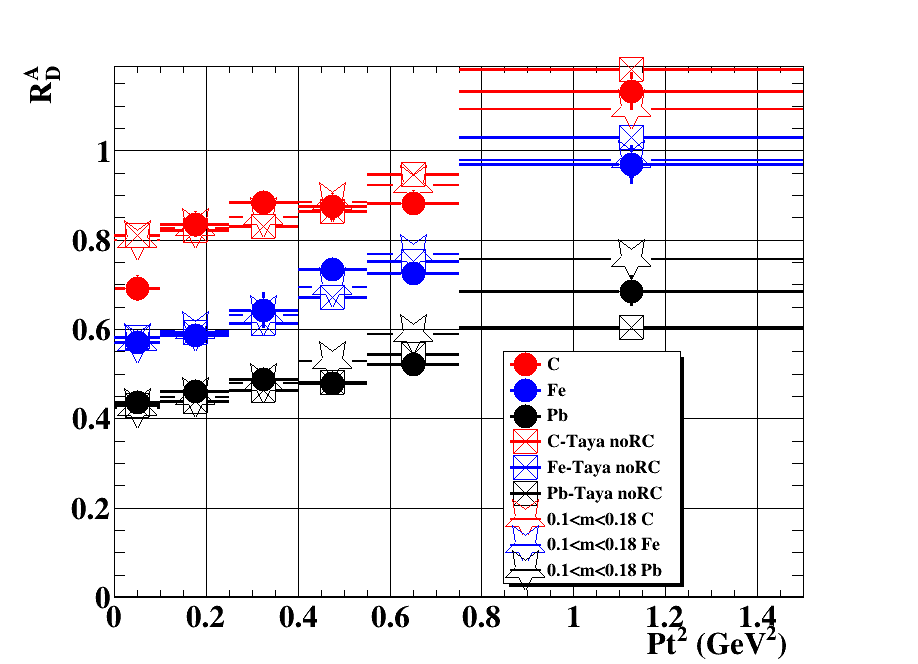 R_D^A
1
0.8
0.6
0.4
0.2
0
0 0.2 0.4 0.6 0.8 1 1.2 1.4
Pt² (GeV²)
C
Fe
Pb
C-Taya noRC
Fe-Taya noRC
Pb-Taya noRC
0.1<m<0.18 C
0.1<m<0.18 Fe
0.1<m<0.18 Pb